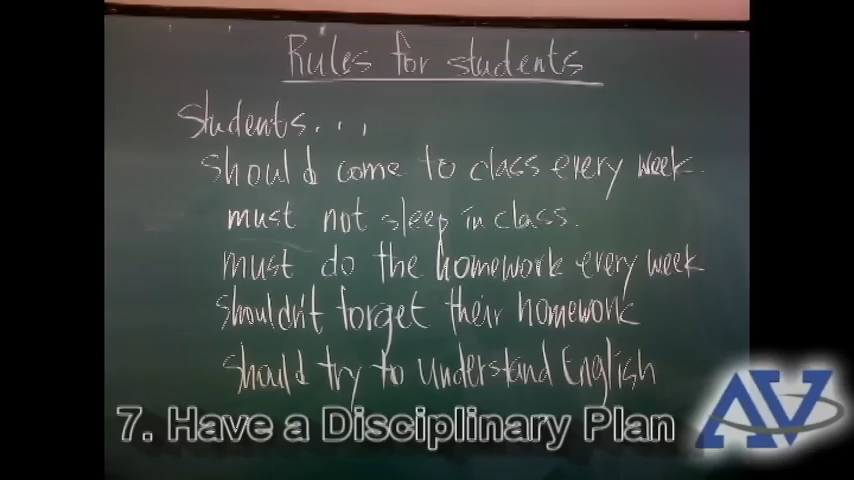 Rules for students
Students...
should come to class every week.
must not sleep in class.
must do the homework every week
shouldn't forget their homework
should try to understand English
7. Have a Disciplinary Plan
AV